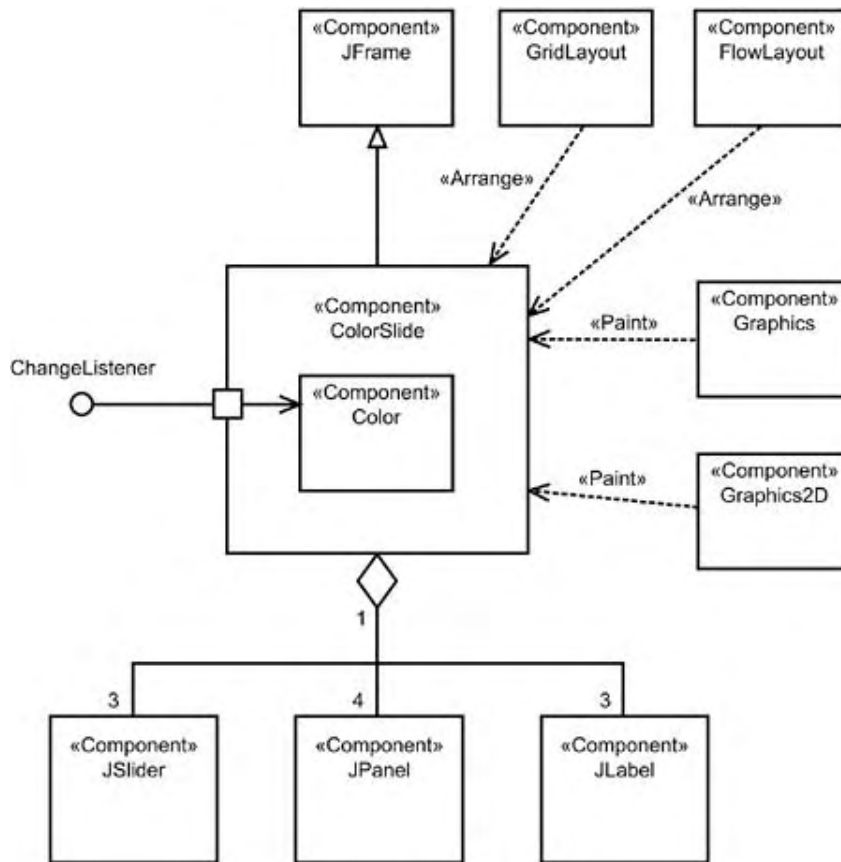 «Component»
JFrame
«Component»
GridLayout
«Component»
FlowLayout
«Arrange»
«Arrange»
«Component»
ColorSlide
«Paint»
«Component»
Graphics
ChangeListener
«Component»
Color
«Paint»
«Component»
Graphics2D
1
3
4
3
«Component»
JSlider
«Component»
JPanel
«Component»
JLabel